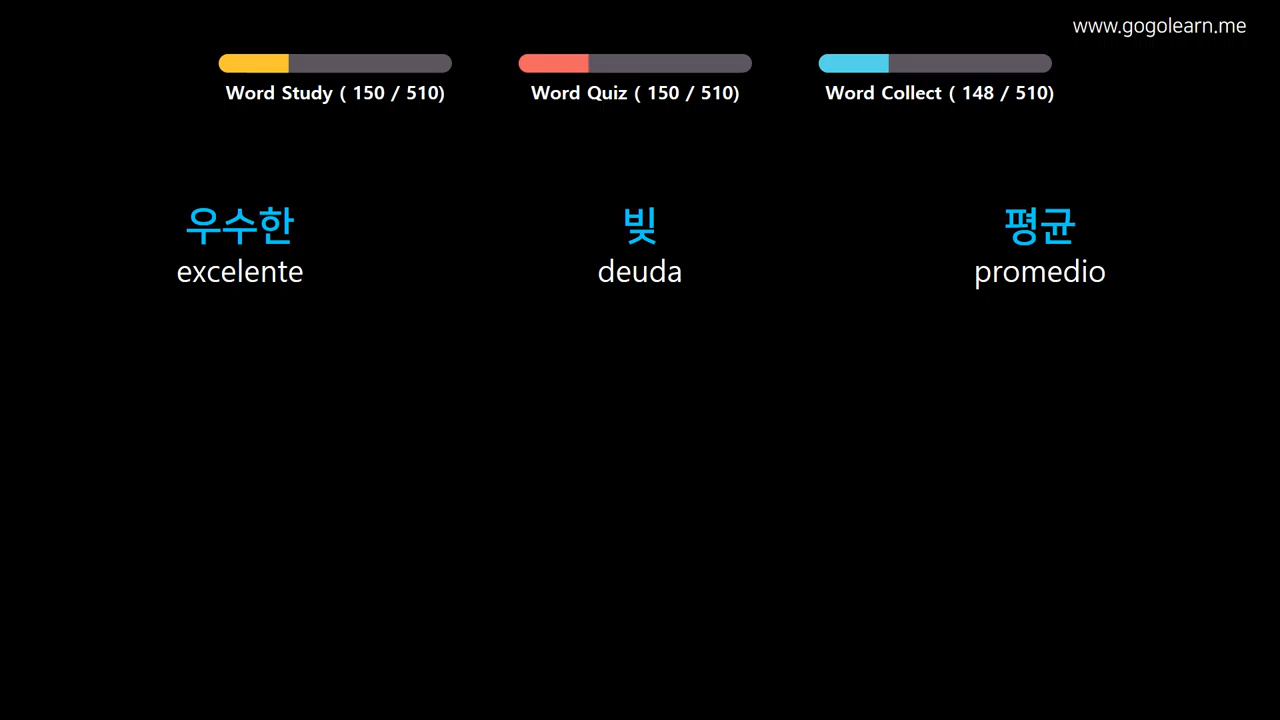 www.gogolearn.me
Word Study ( 150 / 510)
Word Quiz ( 150 / 510)
Word Collect ( 148 / 510)
우수한
excelente
빚
deuda
평균
promedio